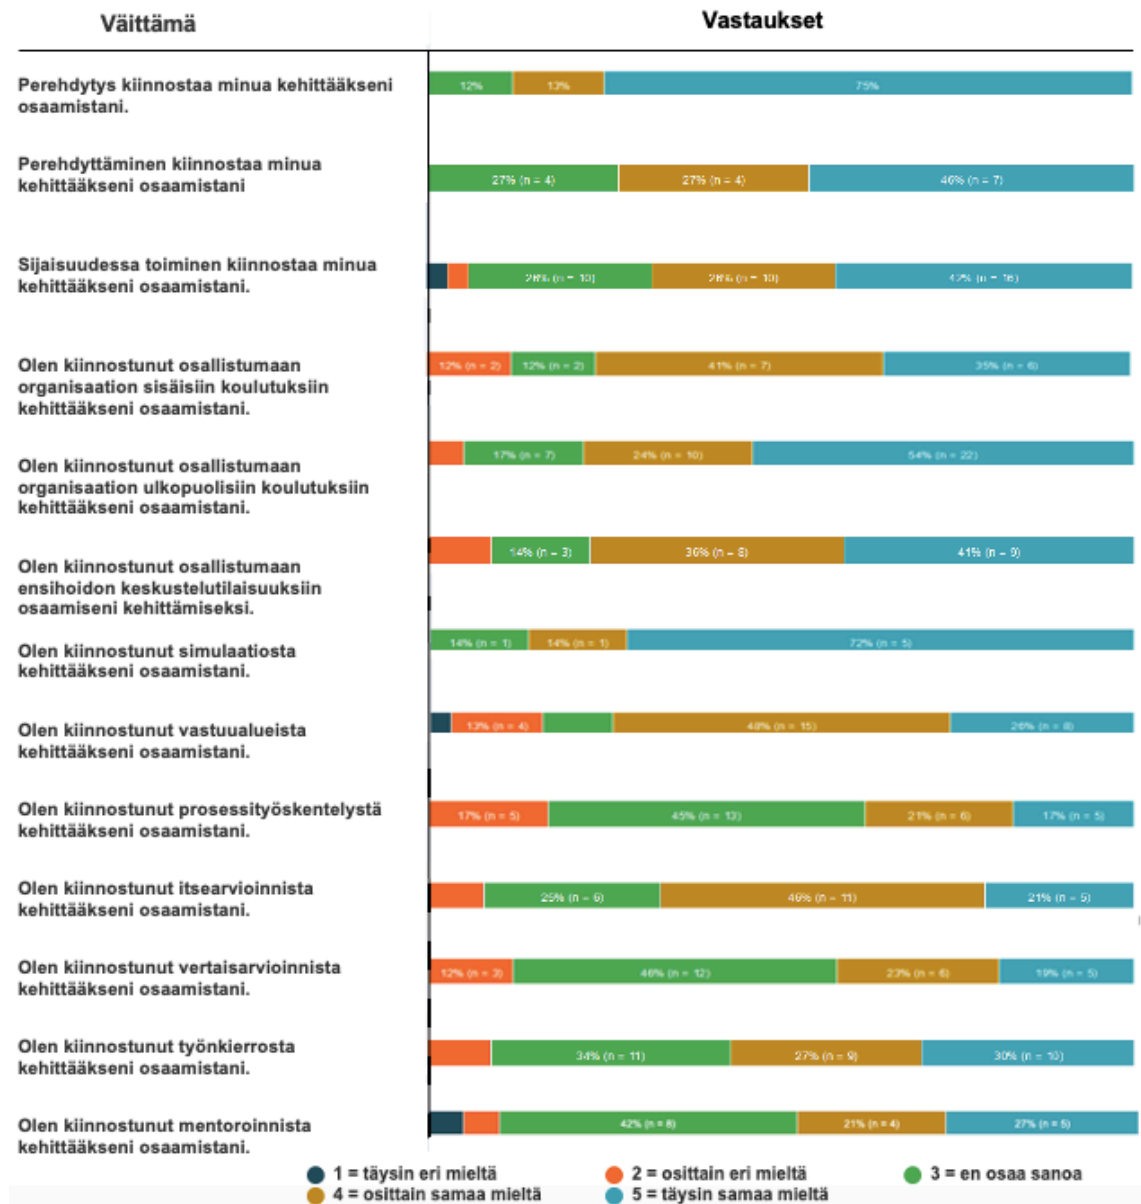 Väittämä
Vastaukset
Perehdytys kiinnostaa minua kehittääkseni
osaamistani.
12% 13% 75%
Perehdyttäminen kiinnostaa minua
kehittääkseni osaamistani
27% (n = 4) 27% (n = 4) 46% (n = 7)
Sijaisuudessa toiminen kiinnostaa minua
kehittääkseni osaamistani.
26% (n = 10) 26% (n = 10) 42% (n = 16)
Olen kiinnostunut osallistumaan
organisaation sisäisiin koulutuksiin
kehittääkseni osaamistani.
12% (n = 2) 12% (n = 2) 41% (n = 7) 35% (n = 6)
Olen kiinnostunut osallistumaan
organisaation ulkopuolisiin koulutuksiin
kehittääkseni osaamistani.
17% (n = 7) 24% (n = 10) 54% (n = 22)
Olen kiinnostunut osallistumaan
ensihoidon keskustelutilaisuuksiin
osaamiseni kehittämiseksi.
14% (n = 3) 36% (n = 8) 41% (n = 9)
Olen kiinnostunut simulaatiosta
kehittääkseni osaamistani.
14% (n = 1) 14% (n = 1) 72% (n = 5)
Olen kiinnostunut vastuualueista
kehittääkseni osaamistani.
13% (n = 4) 48% (n = 15) 26% (n = 8)
Olen kiinnostunut prosessityöskentelystä
kehittääkseni osaamistani.
17% (n = 5) 45% (n = 13) 21% (n = 6) 17% (n = 5)
Olen kiinnostunut itsearvioinnista
kehittääkseni osaamistani.
25% (n = 6) 46% (n = 11) 21% (n = 5)
Olen kiinnostunut vertaisarvioinnista
kehittääkseni osaamistani.
12% (n = 3) 46% (n = 12) 23% (n = 6) 19% (n = 5)
Olen kiinnostunut työnkierrosta
kehittääkseni osaamistani.
34% (n = 11) 27% (n = 9) 30% (n = 10)
Olen kiinnostunut mentoroinnista
kehittääkseni osaamistani.
42% (n = 8) 21% (n = 4) 27% (n = 5)
1 = täysin eri mieltä 2 = osittain eri mieltä 3 = en osaa sanoa
4 = osittain samaa mieltä 5 = täysin samaa mieltä